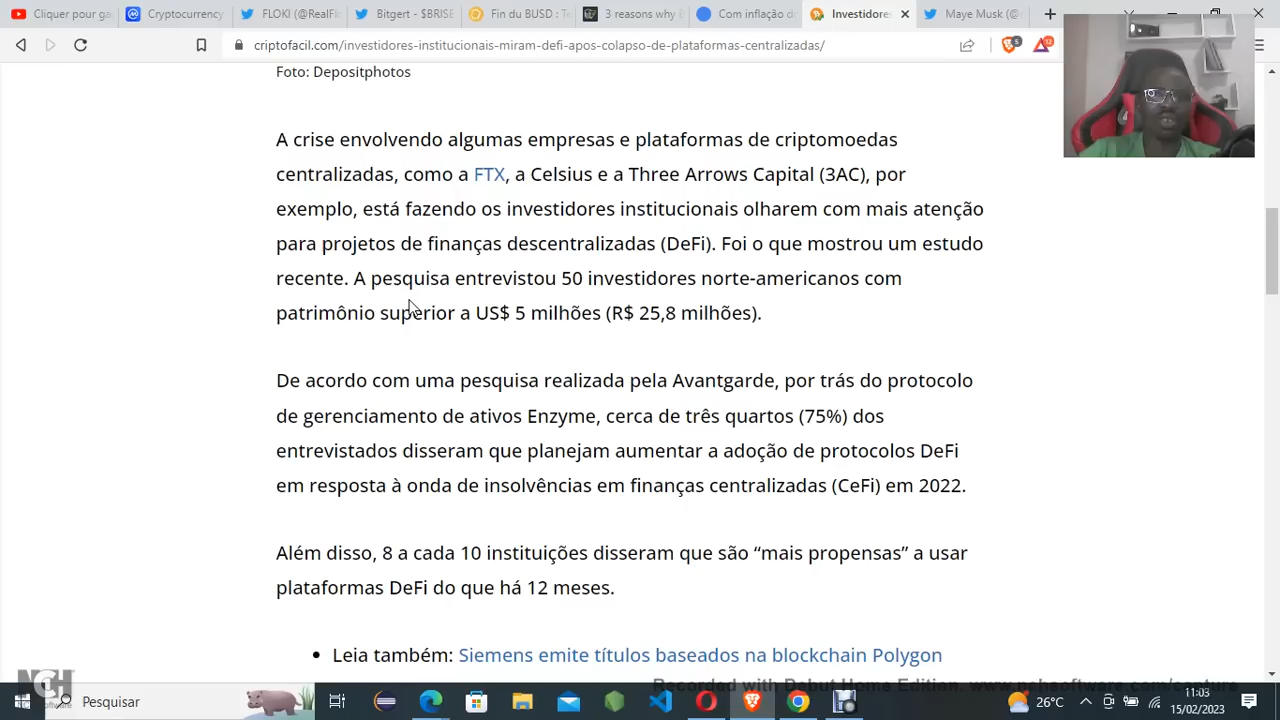 Cliquer pour ga
Cryptocurrency
FLOKI (@RealFl
Bitgert - $BRISE
Fin du BUSD : Te
3 reasons why
Com inflação do
Investidores
Maye Musk (@
criptofacil.com/investidores-institucionais-miram-defi-apos-colapso-de-plataformas-centralizadas/
5
12
Foto: Depositphotos
A crise envolvendo algumas empresas e plataformas de criptomoedas
centralizadas, como a FTX, a Celsius e a Three Arrows Capital (3AC), por
exemplo, está fazendo os investidores institucionais olharem com mais atenção
para projetos de finanças descentralizadas (DeFi). Foi o que mostrou um estudo
recente. A pesquisa entrevistou 50 investidores norte-americanos com
patrimônio superior a US$ 5 milhões (R$ 25,8 milhões).
De acordo com uma pesquisa realizada pela Avantgarde, por trás do protocolo
de gerenciamento de ativos Enzyme, cerca de três quartos (75%) dos
entrevistados disseram que planejam aumentar a adoção de protocolos DeFi
em resposta à onda de insolvências em finanças centralizadas (CeFi) em 2022.
Além disso, 8 a cada 10 instituições disseram que são “mais propensas” a usar
plataformas DeFi do que há 12 meses.
• Leia também: Siemens emite títulos baseados na blockchain Polygon
NCH
Software
Recorded with Debut Home Edition. www.nchsoftware.com/capture
Pesquisar
26°C
11:03
15/02/2023